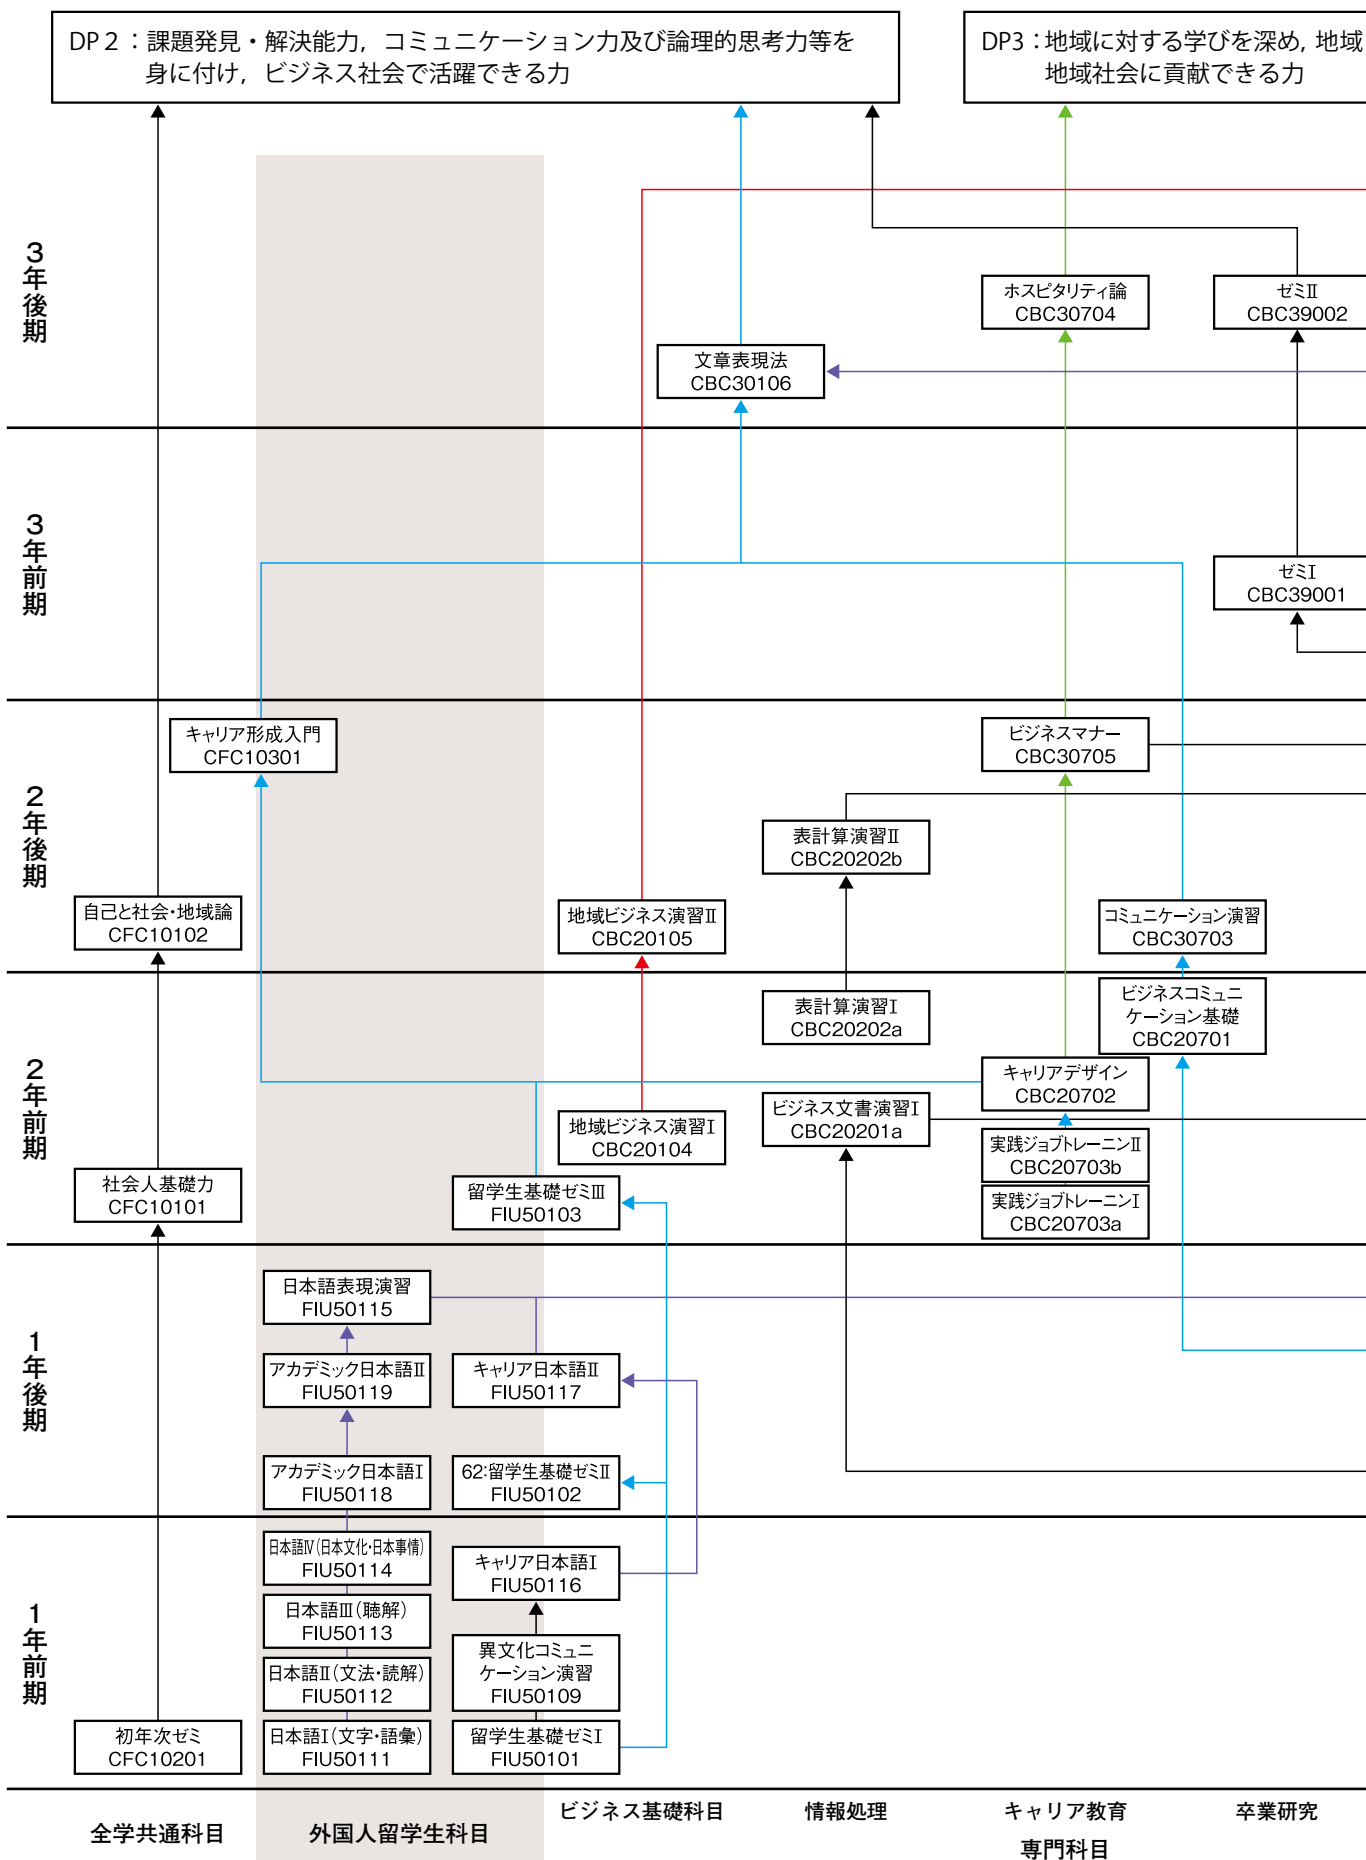 DP２：課題発見・解決能力，コミュニケーション力及び論理的思考力等を
身に付け，ビジネス社会で活躍できる力
DP3：地域に対する学びを深め，地域
地域社会に貢献できる力
3年後期
ホスピタリティ論
CBC30704
ゼミⅡ
CBC39002
文章表現法
CBC30106
3年前期
ゼミⅠ
CBC39001
2年後期
キャリア形成入門
CFC10301
ビジネスマナー
CBC30705
表計算演習Ⅱ
CBC20202b
自己と社会・地域論
CFC10102
地域ビジネス演習Ⅱ
CBC20105
コミュニケーション演習
CBC30703
2年前期
表計算演習Ⅰ
CBC20202a
ビジネスコミュニ
ケーション基礎
CBC20701
キャリアデザイン
CBC20702
ビジネス文書演習Ⅰ
CBC20201a
地域ビジネス演習Ⅰ
CBC20104
実践ジョブトレーニンⅡ
CBC20703b
社会人基礎力
CFC10101
留学生基礎ゼミⅢ
FIU50103
実践ジョブトレーニンⅠ
CBC20703a
1年後期
日本語表現演習
FIU50115
アカデミック日本語Ⅱ
FIU50119
キャリア日本語Ⅱ
FIU50117
アカデミック日本語Ⅰ
FIU50118
62:留学生基礎ゼミⅡ
FIU50102
1年前期
日本語Ⅳ（日本文化・日本事情）
FIU50114
キャリア日本語Ⅰ
FIU50116
日本語Ⅲ（聴解）
FIU50113
異文化コミュニ
ケーション演習
FIU50109
日本語Ⅱ（文法・読解）
FIU50112
初年次ゼミ
CFC10201
日本語Ⅰ（文字・語彙）
FIU50111
留学生基礎ゼミⅠ
FIU50101
全学共通科目
外国人留学生科目
ビジネス基礎科目
情報処理
キャリア教育
卒業研究
専門科目